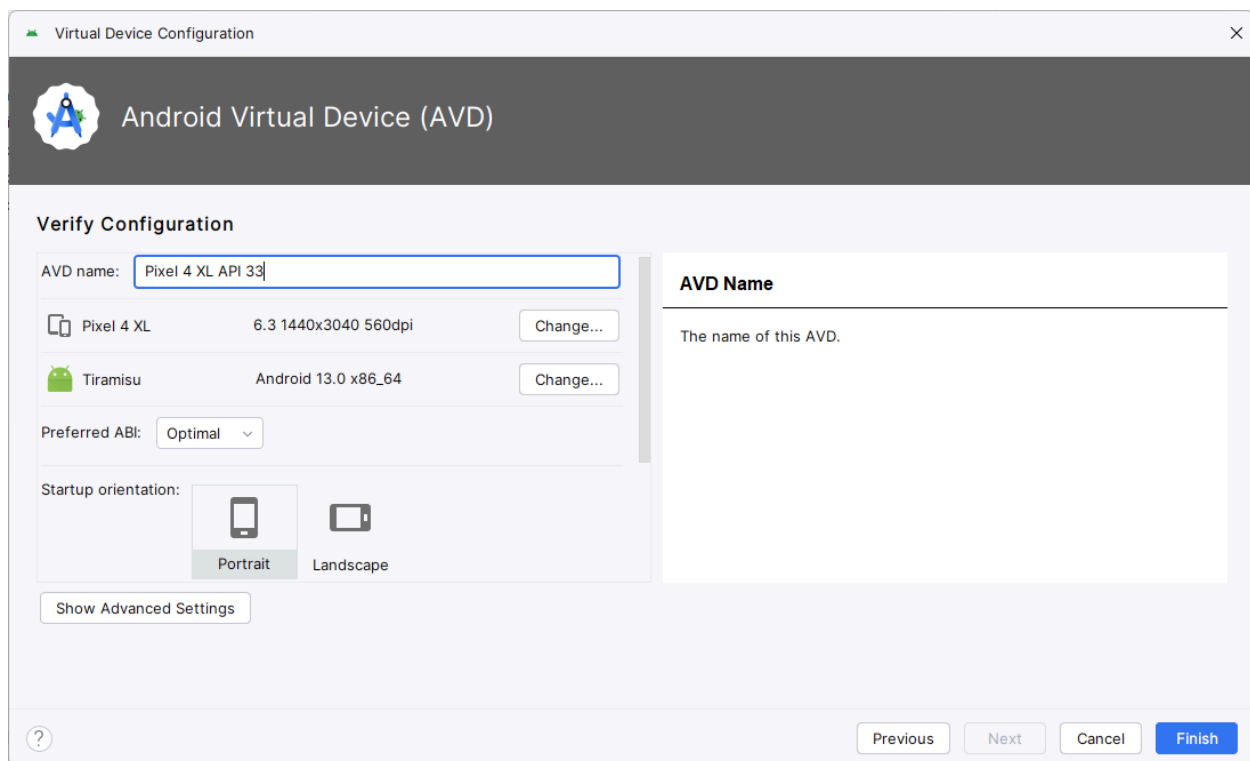 Virtual Device Configuration
Android Virtual Device (AVD)
Verify Configuration
AVD name: Pixel 4 XL API 33
Pixel 4 XL 6.3 1440x3040 560dpi Change...
Tiramisu Android 13.0 x86_64 Change...
Preferred ABI: Optimal
Startup orientation:
Portrait Landscape
Show Advanced Settings
AVD Name
The name of this AVD.
? Previous Next Cancel Finish